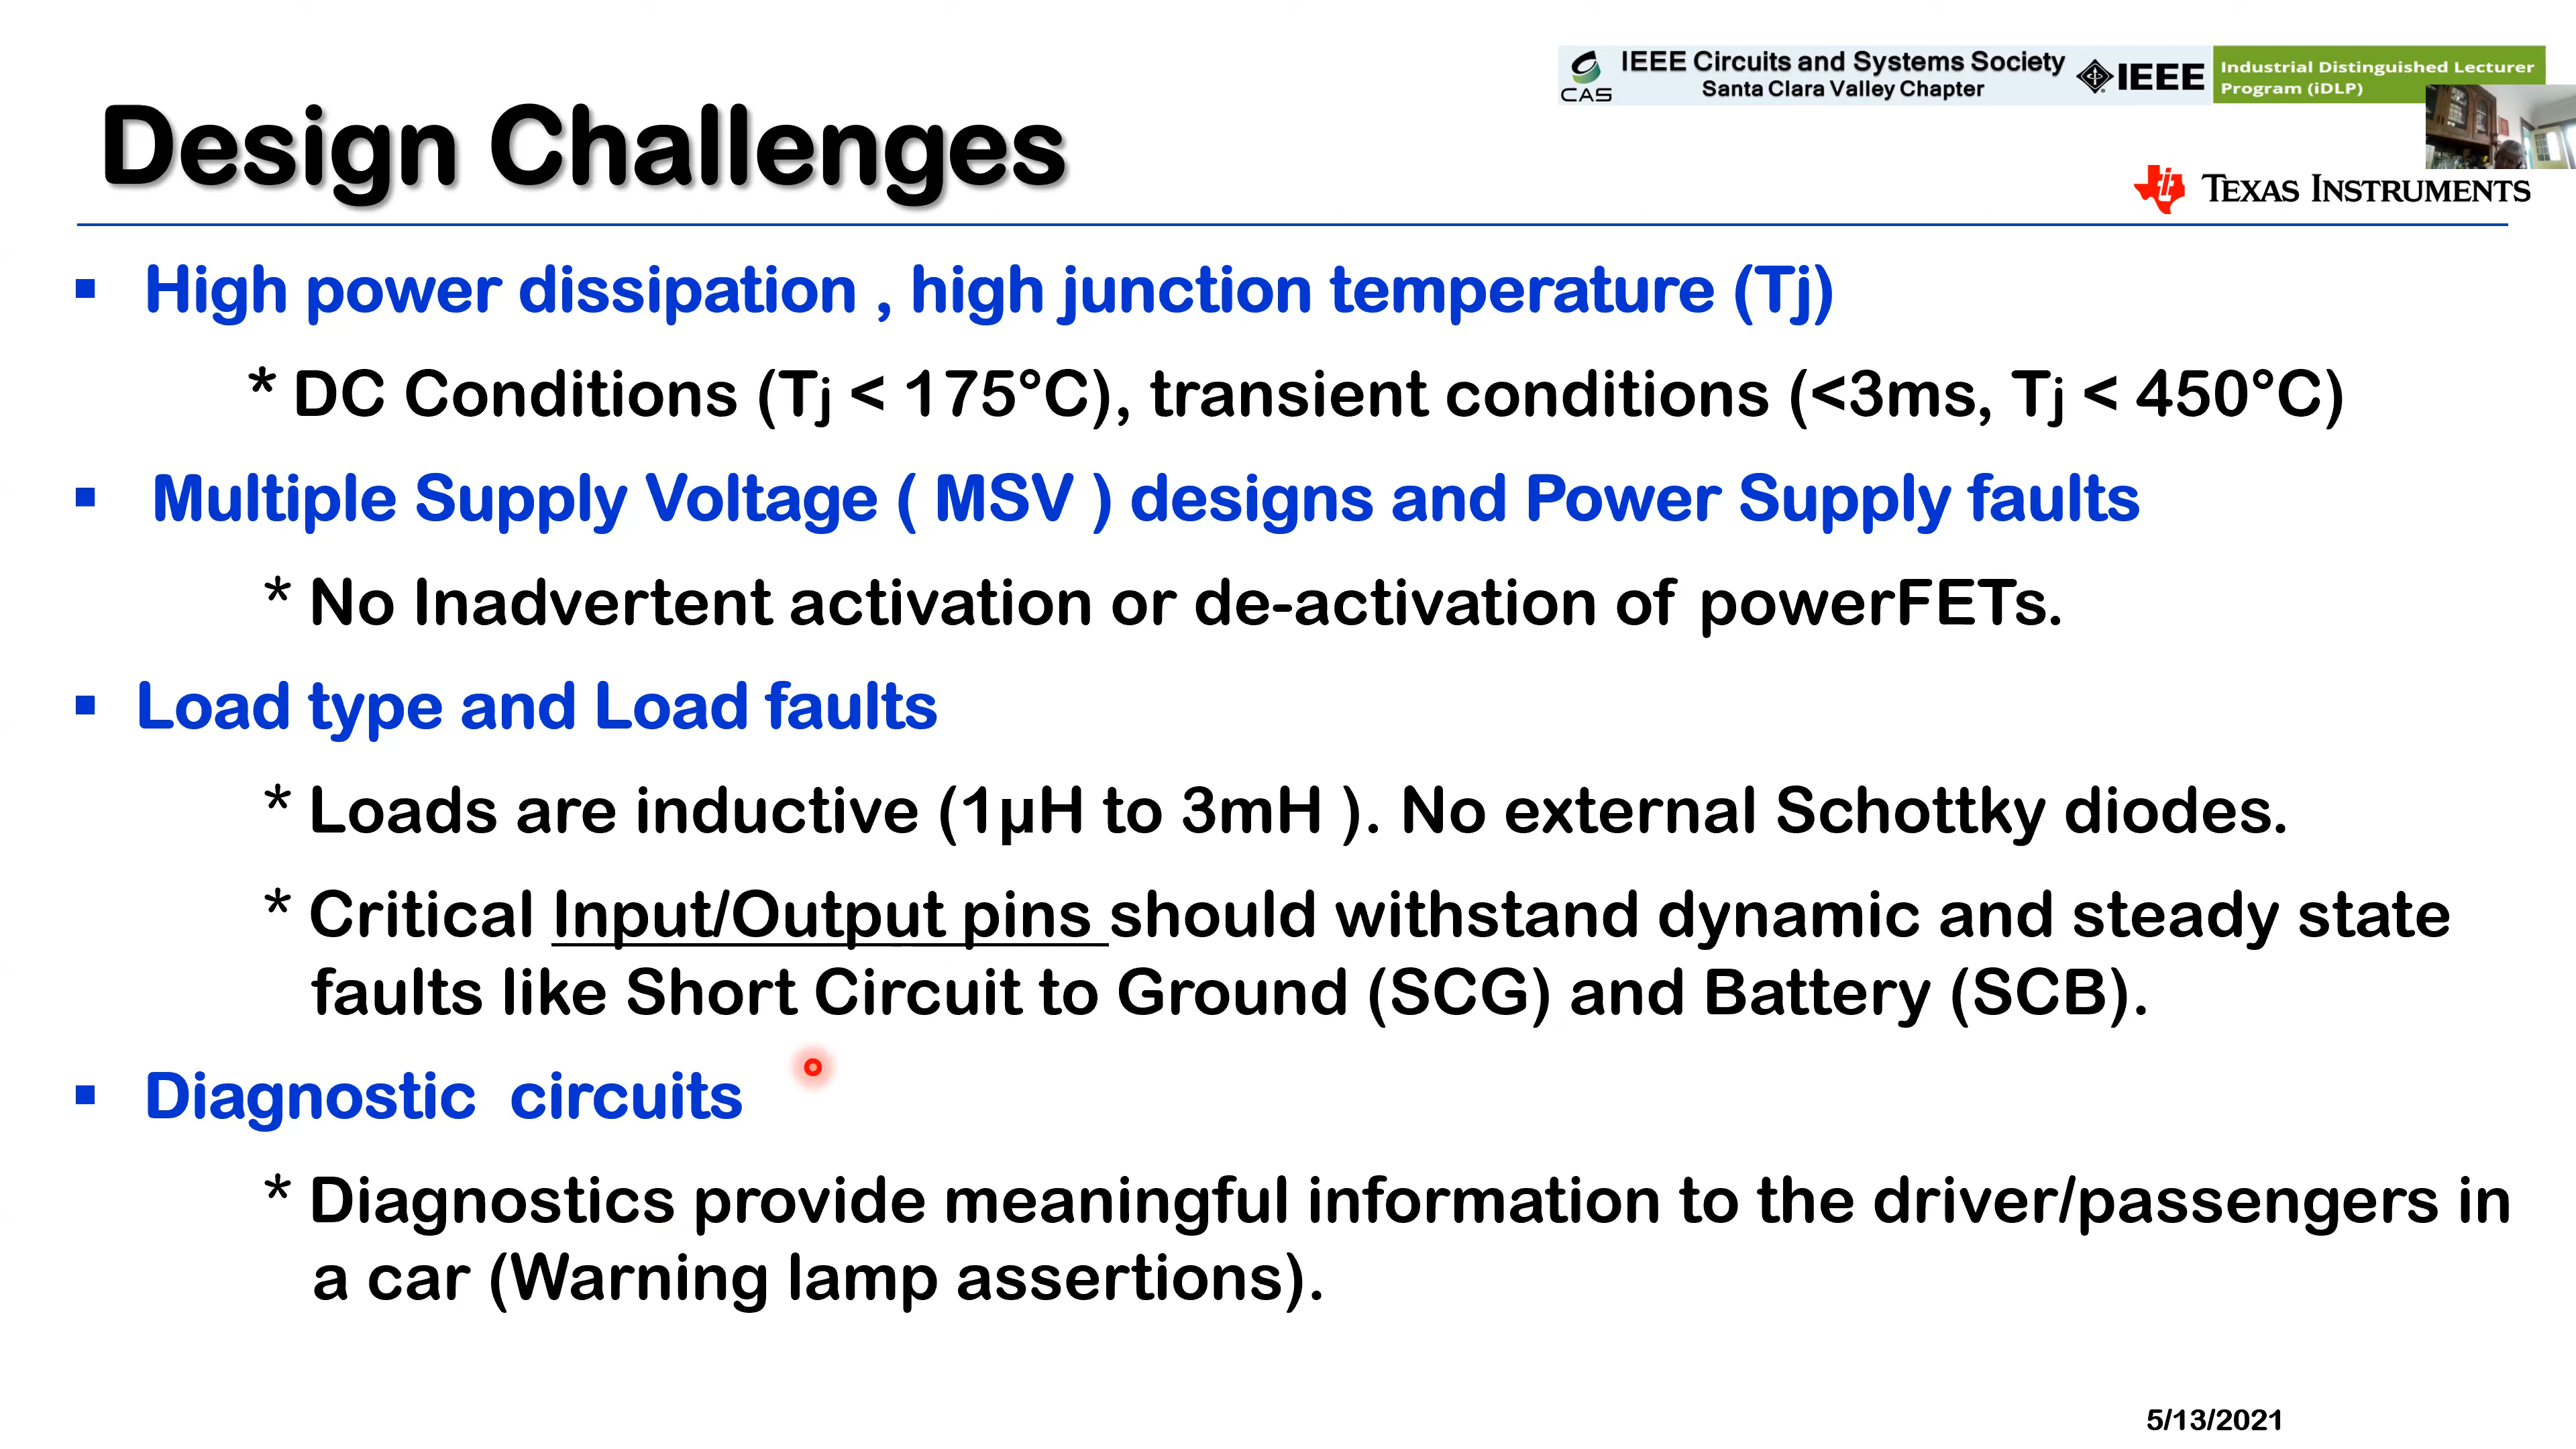 IEEE Circuits and Systems Society
Santa Clara Valley Chapter
CAS
IEEE
Industrial Distinguished Lecturer
Program (iDLP)
Design Challenges
TEXAS INSTRUMENTS
▪ High power dissipation , high junction temperature (Tj)
* DC Conditions (Tj < 175°C), transient conditions (<3ms, Tj < 450°C)
▪ Multiple Supply Voltage ( MSV ) designs and Power Supply faults
* No Inadvertent activation or de-activation of powerFETs.
▪ Load type and Load faults
* Loads are inductive (1µH to 3mH ). No external Schottky diodes.
* Critical Input/Output pins should withstand dynamic and steady state
faults like Short Circuit to Ground (SCG) and Battery (SCB).
▪ Diagnostic circuits
* Diagnostics provide meaningful information to the driver/passengers in
a car (Warning lamp assertions).
5/13/2021